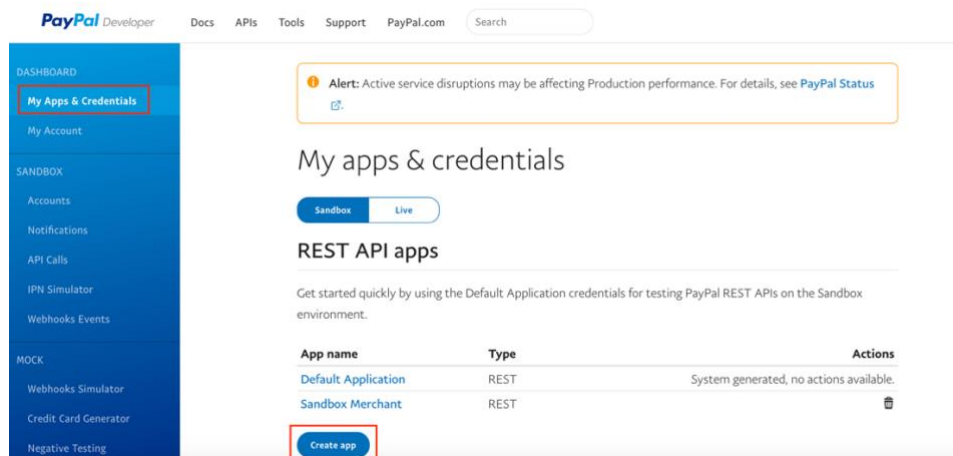 PayPal Developer
Docs APIs Tools Support PayPal.com Search
DASHBOARD
My Apps & Credentials
My Account
SANDBOX
Accounts
Notifications
API Calls
IPN Simulator
Webhooks Events
MOCK
Webhooks Simulator
Credit Card Generator
Negative Testing
Alert: Active service disruptions may be affecting Production performance. For details, see PayPal Status
.
My apps & credentials
Sandbox Live
REST API apps
Get started quickly by using the Default Application credentials for testing PayPal REST APIs on the Sandbox
environment.
App name Type Actions
Default Application REST System generated, no actions available.
Sandbox Merchant REST
Create app